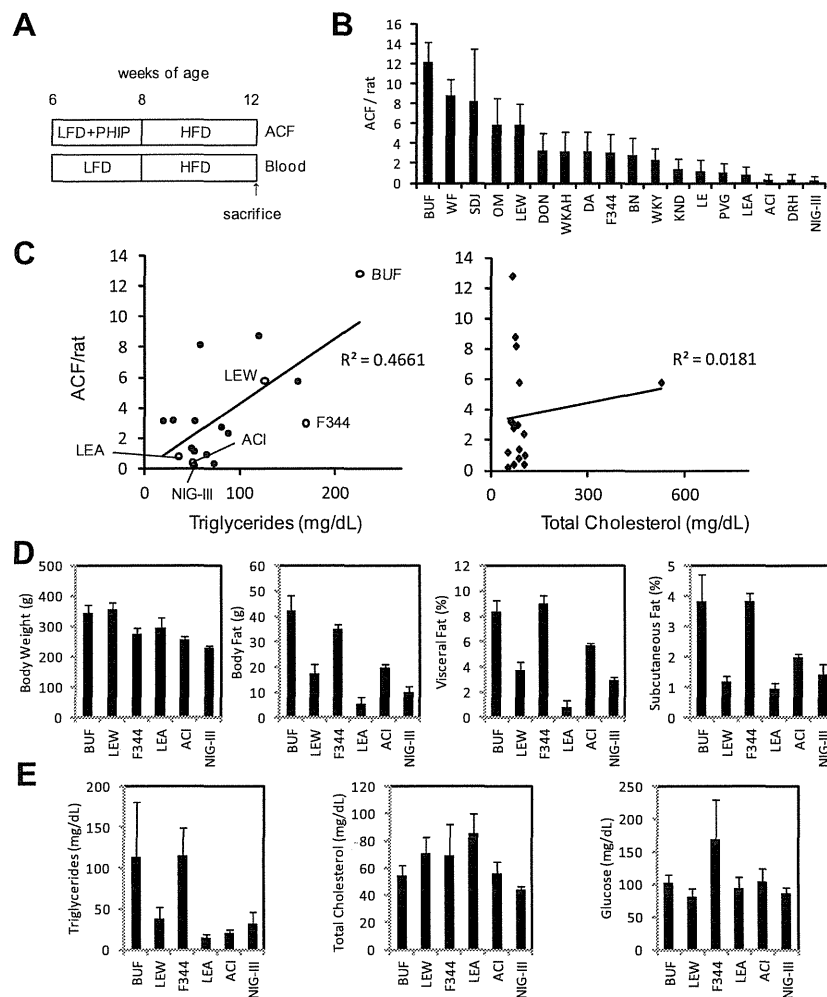 A
weeks of age
6 8 12
LFD+PHIP HFD ACF
LFD HFD Blood
sacrifice
B
ACF/ rat
16
14
12
10
8
6
4
2
0
BUF WF SDJ OM LEW DON WKAH DA F344 BN WKY KND LE PVG LEA ACI DRH NIG-III
C
ACF/rat
14
12
10
8
6
4
2
0
BUF
LEW
R² = 0.4661
F344
LEA
ACI
NIG-III
0 100 200
Triglycerides (mg/dL)
14
12
10
8
6
4
2
0
R² = 0.0181
0 300 600
Total Cholesterol (mg/dL)
D
Body Weight (g)
500
400
300
200
100
0
BUF LEW F344 LEA ACI NIG-III
Body Fat (g)
60
50
40
30
20
10
0
BUF LEW F344 LEA ACI NIG-III
Visceral Fat (%)
12
10
8
6
4
2
0
BUF LEW F344 LEA ACI NIG-III
Subcutaneous Fat (%)
5
4
3
2
1
0
BUF LEW F344 LEA ACI NIG-III
E
Triglycerides (mg/dL)
200
150
100
50
0
BUF LEW F344 LEA ACI NIG-III
Total Cholesterol (mg/dL)
120
100
80
60
40
20
0
BUF LEW F344 LEA ACI NIG-III
Glucose (mg/dL)
250
200
150
100
50
0
BUF LEW F344 LEA ACI NIG-III